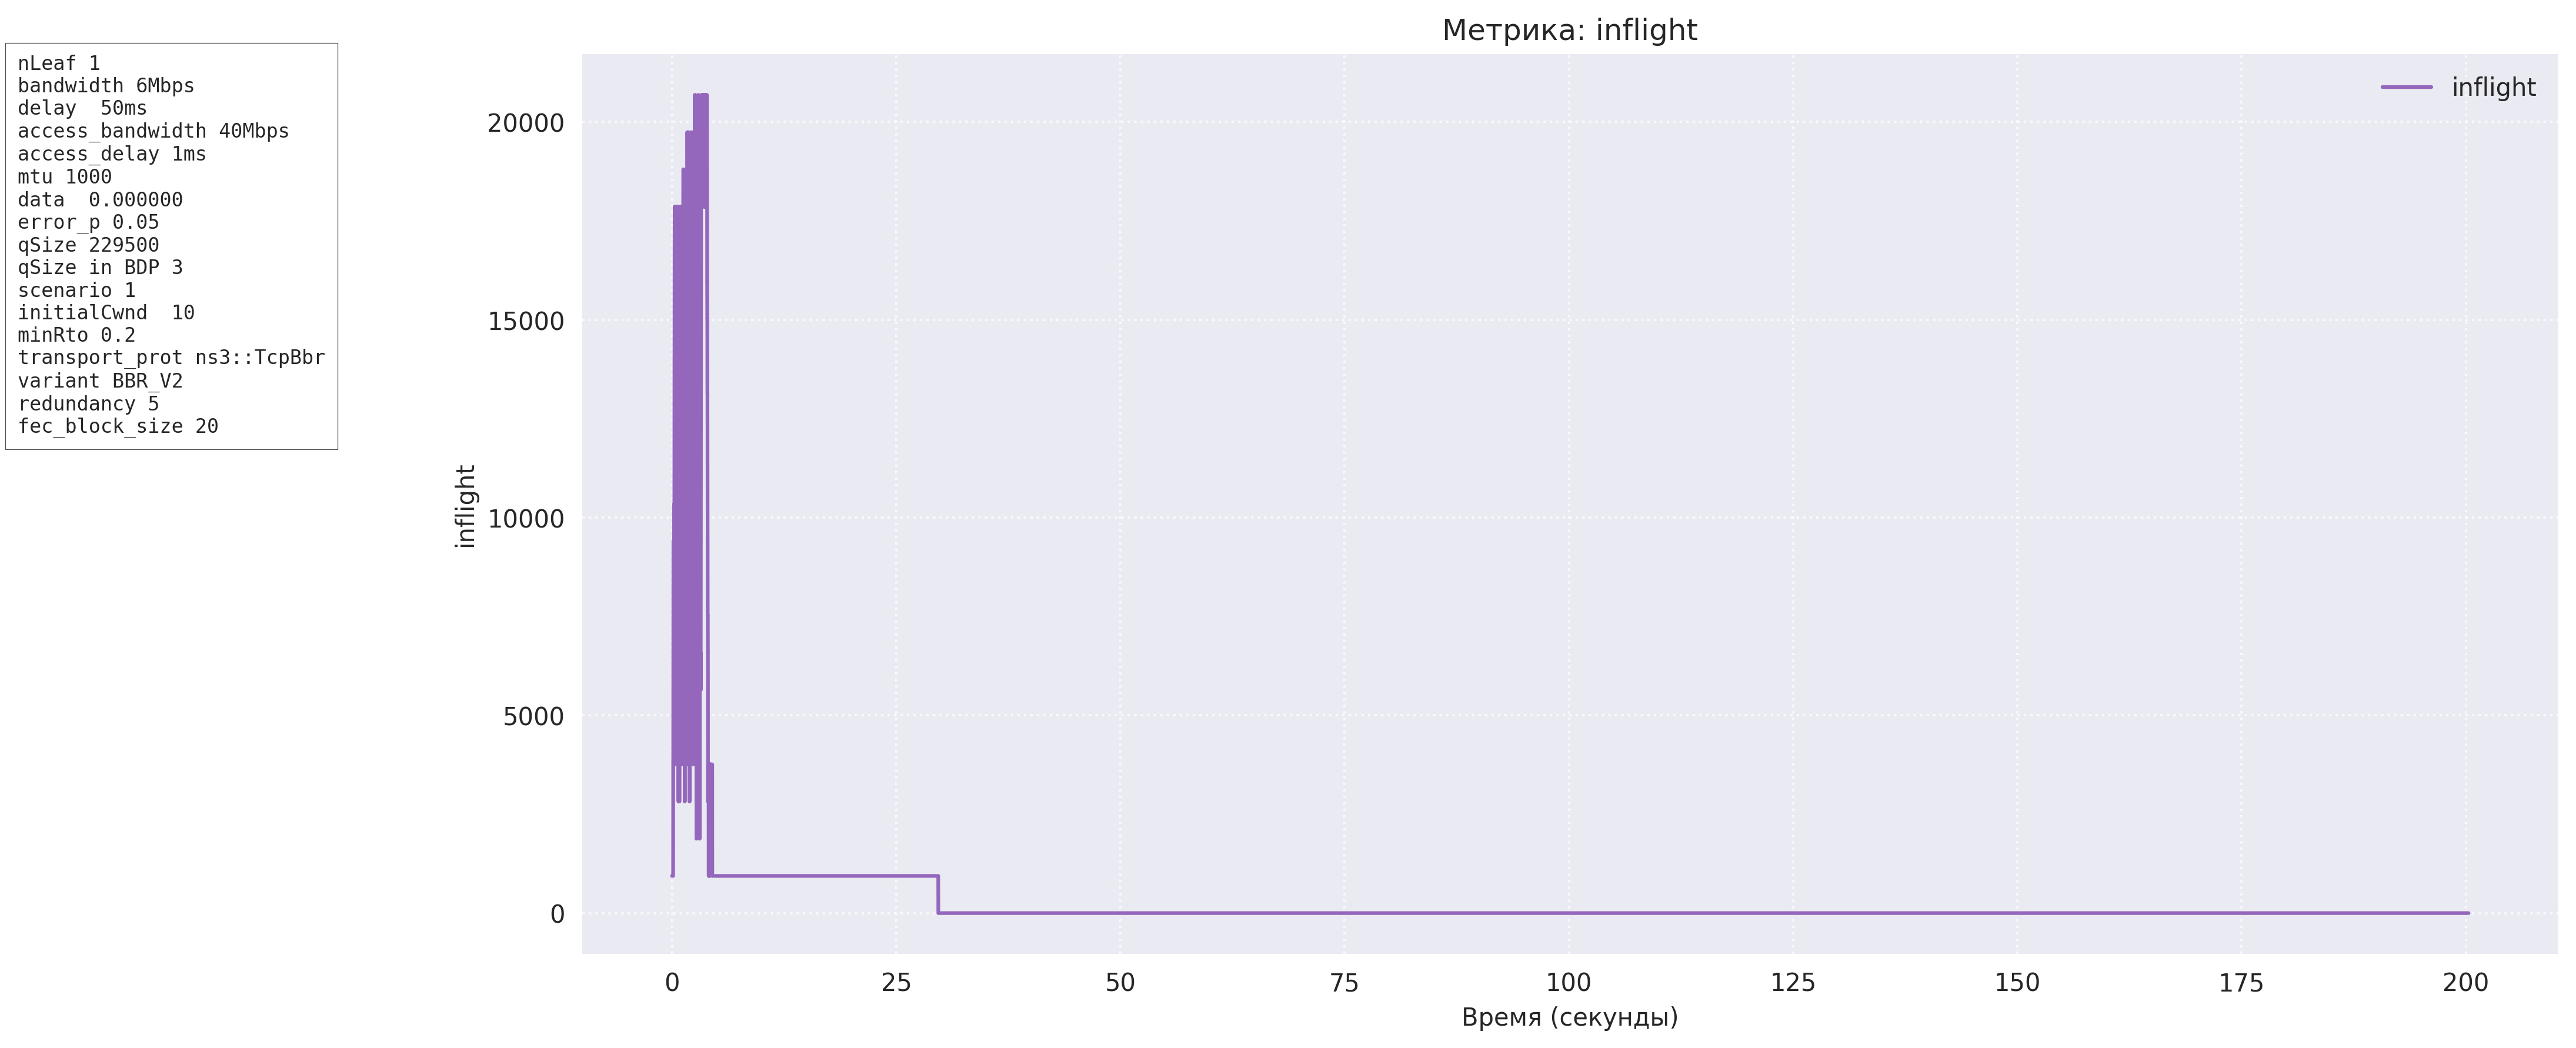 Метрика: inflight
nLeaf 1
bandwidth 6Mbps
delay  50ms
access_bandwidth 40Mbps
access_delay 1ms
mtu 1000
data  0.000000
error_p 0.05
qSize 229500
qSize in BDP 3
scenario 1
initialCwnd  10
minRto 0.2
transport_prot ns3::TcpBbr
variant BBR_V2
redundancy 5
fec_block_size 20
inflight
20000
15000
10000
5000
0
inflight
0
25
50
75
100
125
150
175
200
Время (секунды)